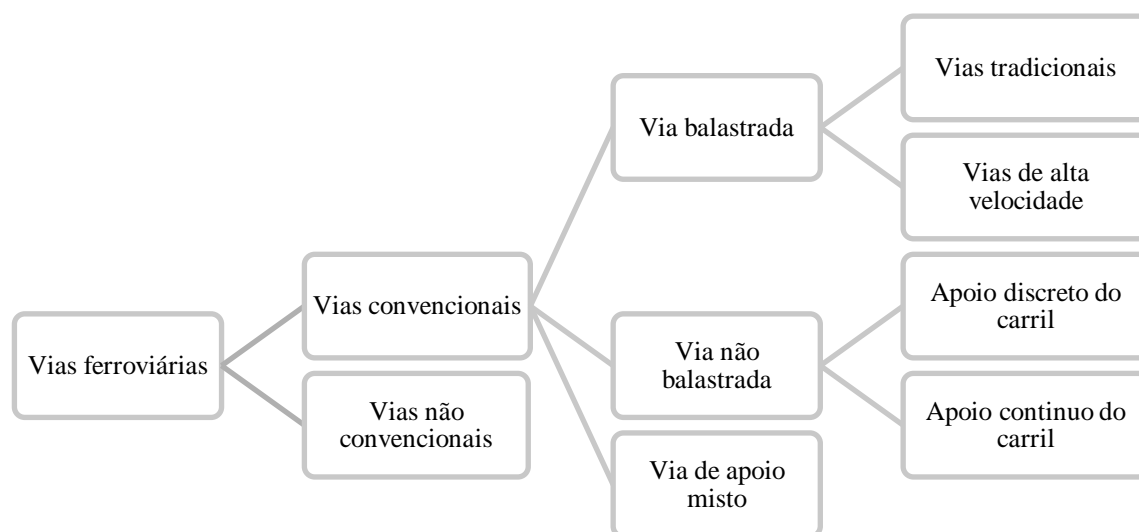 Vias ferroviárias
Vias convencionais
Vias não
convencionais
Via balastrada
Via não
balastrada
Via de apoio
misto
Vias tradicionais
Vias de alta
velocidade
Apoio discreto do
carril
Apoio continuo do
carril